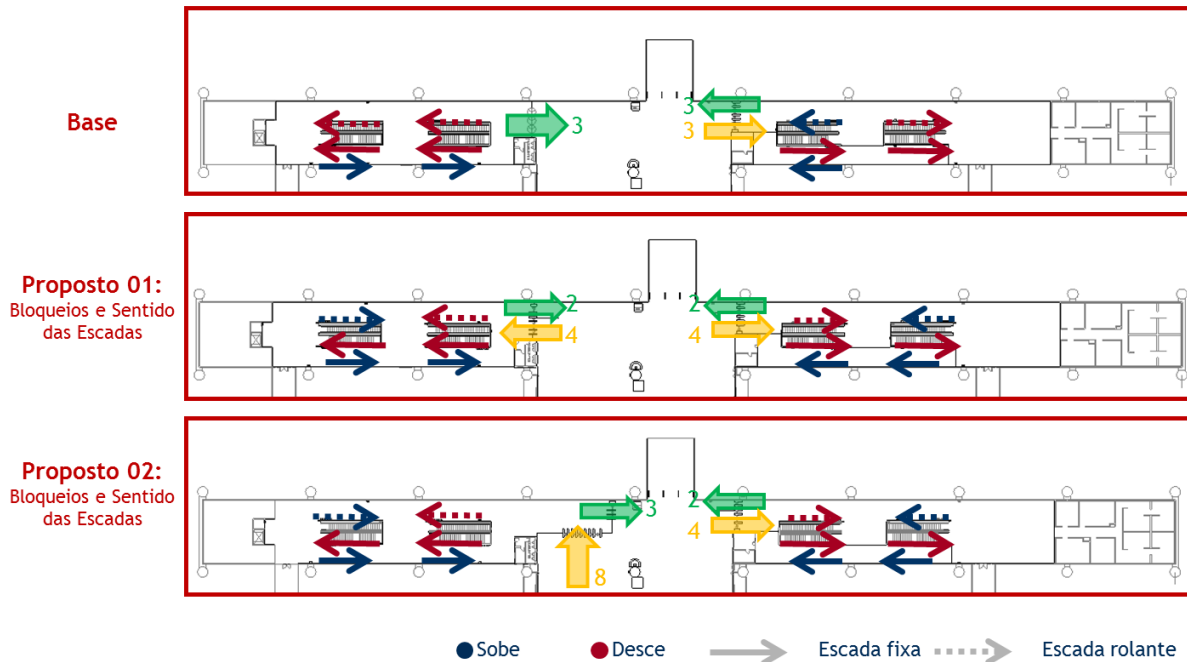 Base
3
3
3
Proposto 01:
Bloqueios e Sentido
das Escadas
2
4
2
4
Proposto 02:
Bloqueios e Sentido
das Escadas
3
8
2
4
Sobe
Desce
Escada fixa
Escada rolante